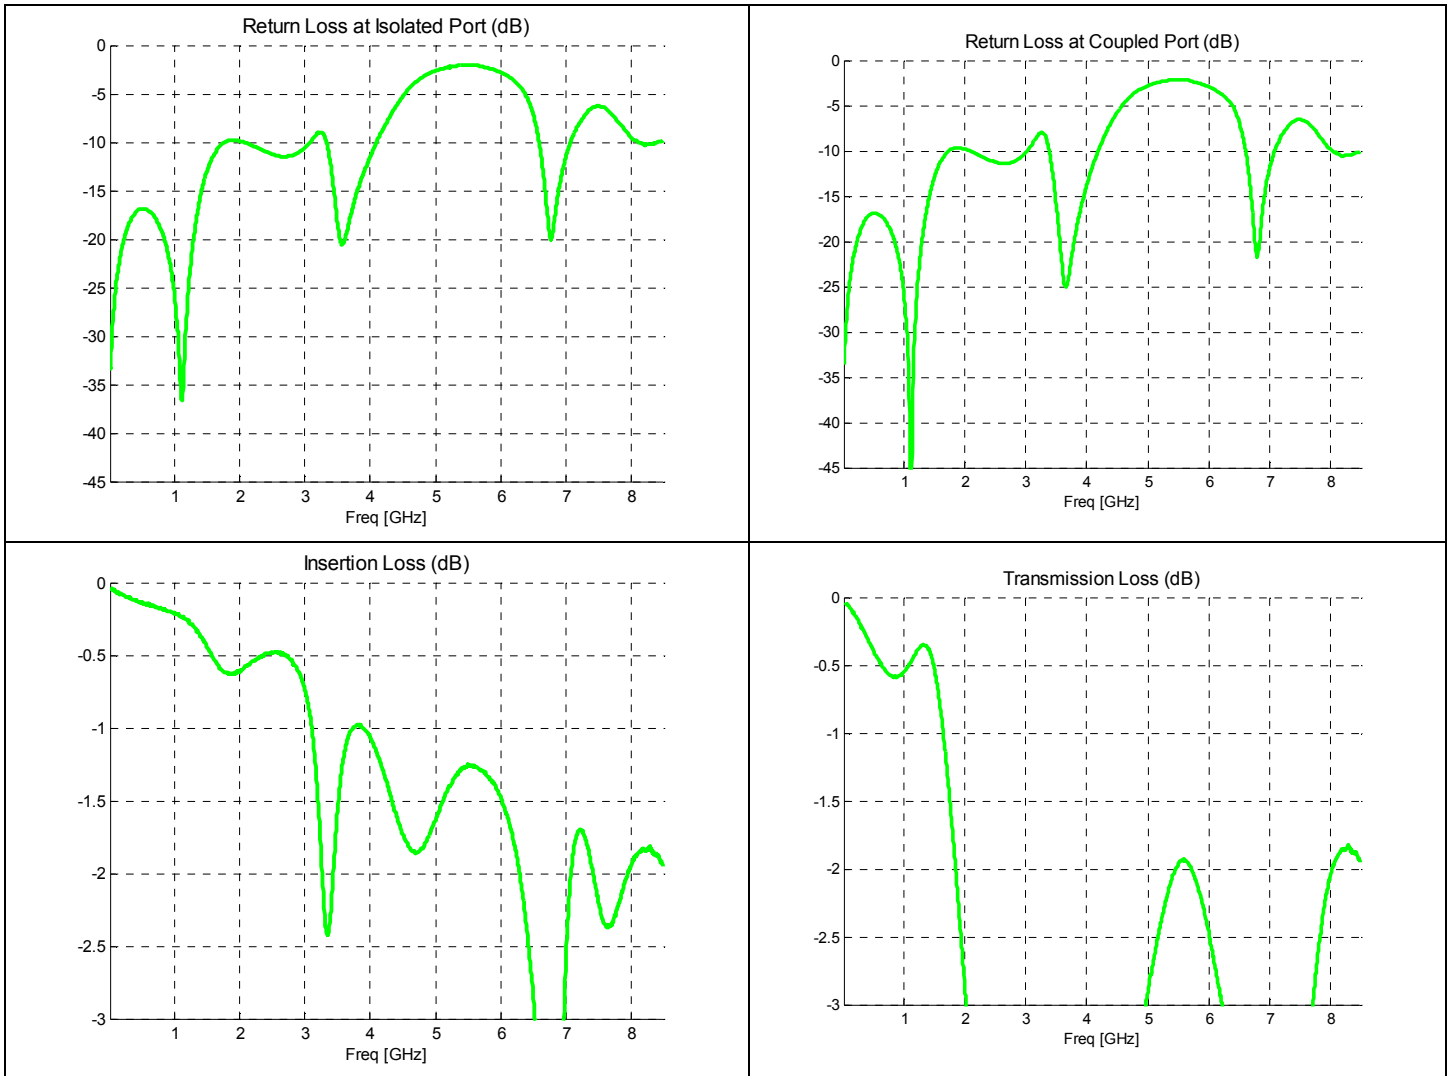 Return Loss at Isolated Port (dB)
0
-5
-10
-15
-20
-25
-30
-35
-40
-45
1 2 3 4 5 6 7 8
Freq [GHz]
Return Loss at Coupled Port (dB)
0
-5
-10
-15
-20
-25
-30
-35
-40
-45
1 2 3 4 5 6 7 8
Freq [GHz]
Insertion Loss (dB)
0
-0.5
-1
-1.5
-2
-2.5
-3
1 2 3 4 5 6 7 8
Freq [GHz]
Transmission Loss (dB)
0
-0.5
-1
-1.5
-2
-2.5
-3
1 2 3 4 5 6 7 8
Freq [GHz]